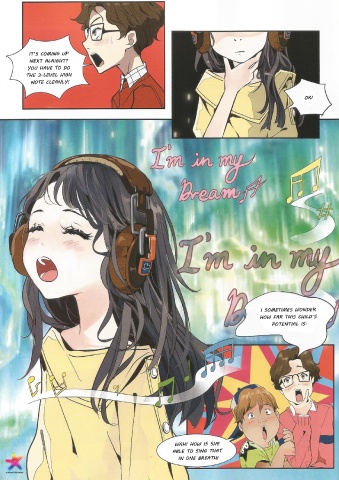 IT'S COMING UP
NEXT ALRIGHT?
YOU HAVE TO DO
THE 3-LEVEL HIGH
NOTE CLEANLY!
OK!
I'm in my
Dream
I'm in my
D
I SOMETIMES WONDER
HOW FAR THIS CHILD'S
POTENTIAL IS.
WAH! HOW IS SHE
ABLE TO SING THAT
IN ONE BREATH!